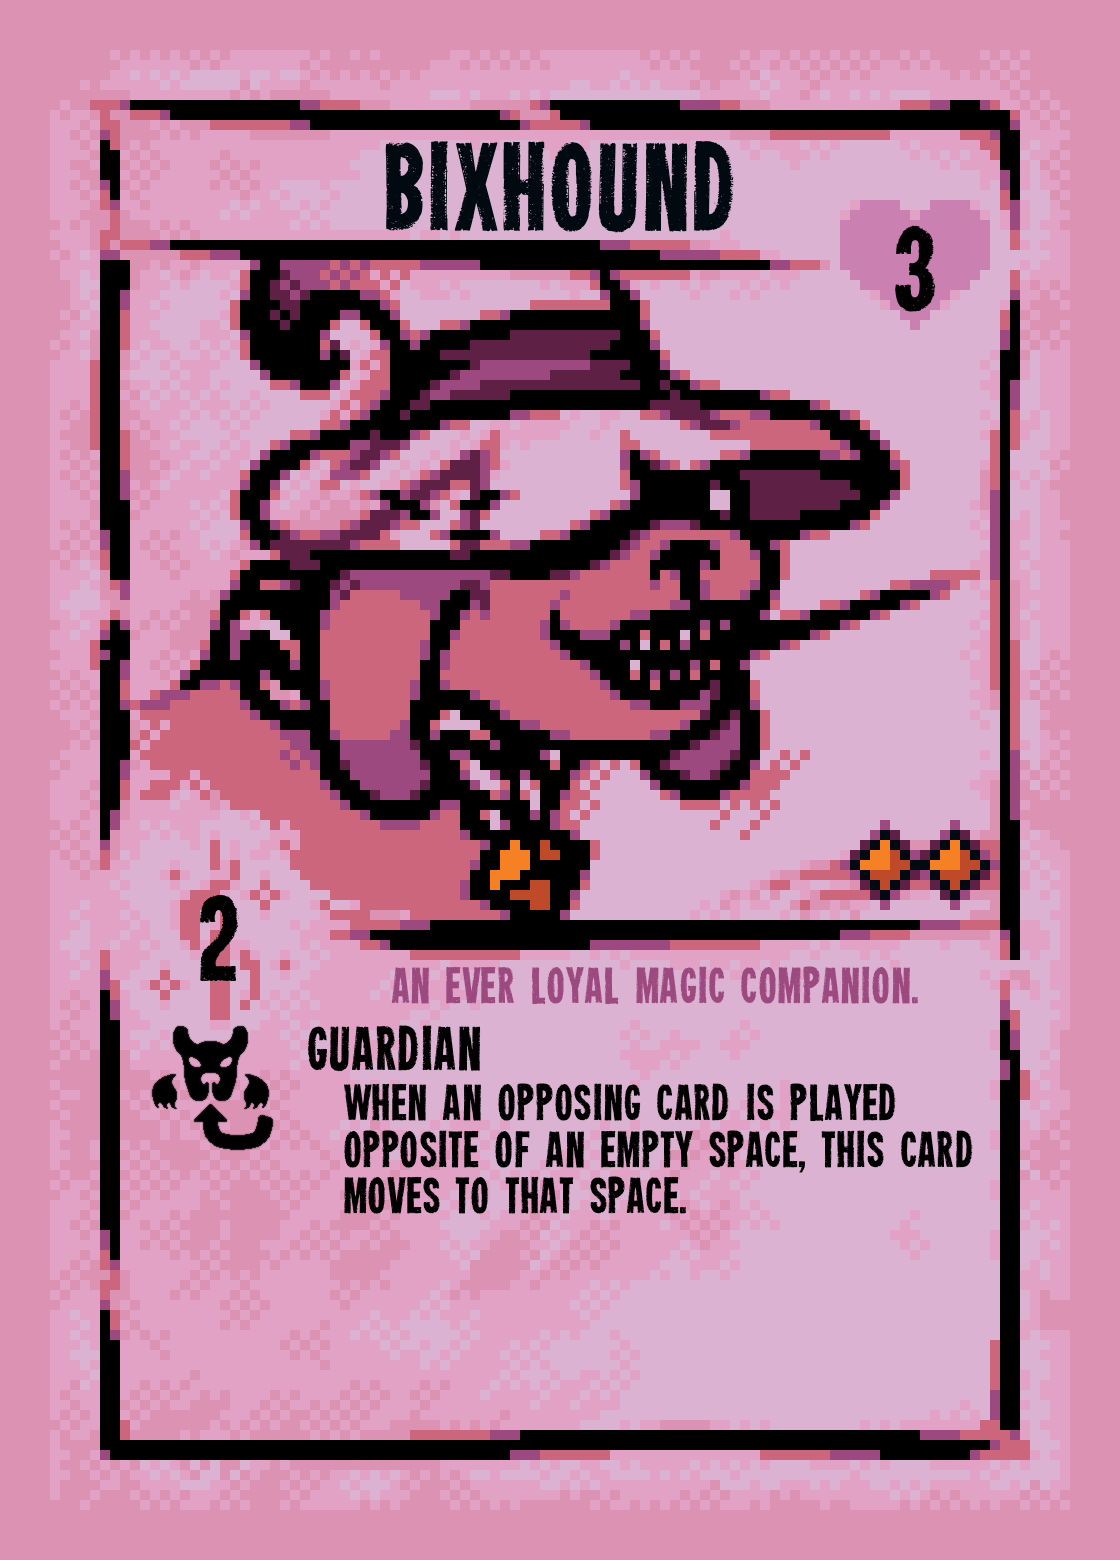 BIXHOUND
3
2
AN EVER LOYAL MAGIC COMPANION.
GUARDIAN
WHEN AN OPPOSING CARD IS PLAYED
OPPOSITE OF AN EMPTY SPACE, THIS CARD
MOVES TO THAT SPACE.